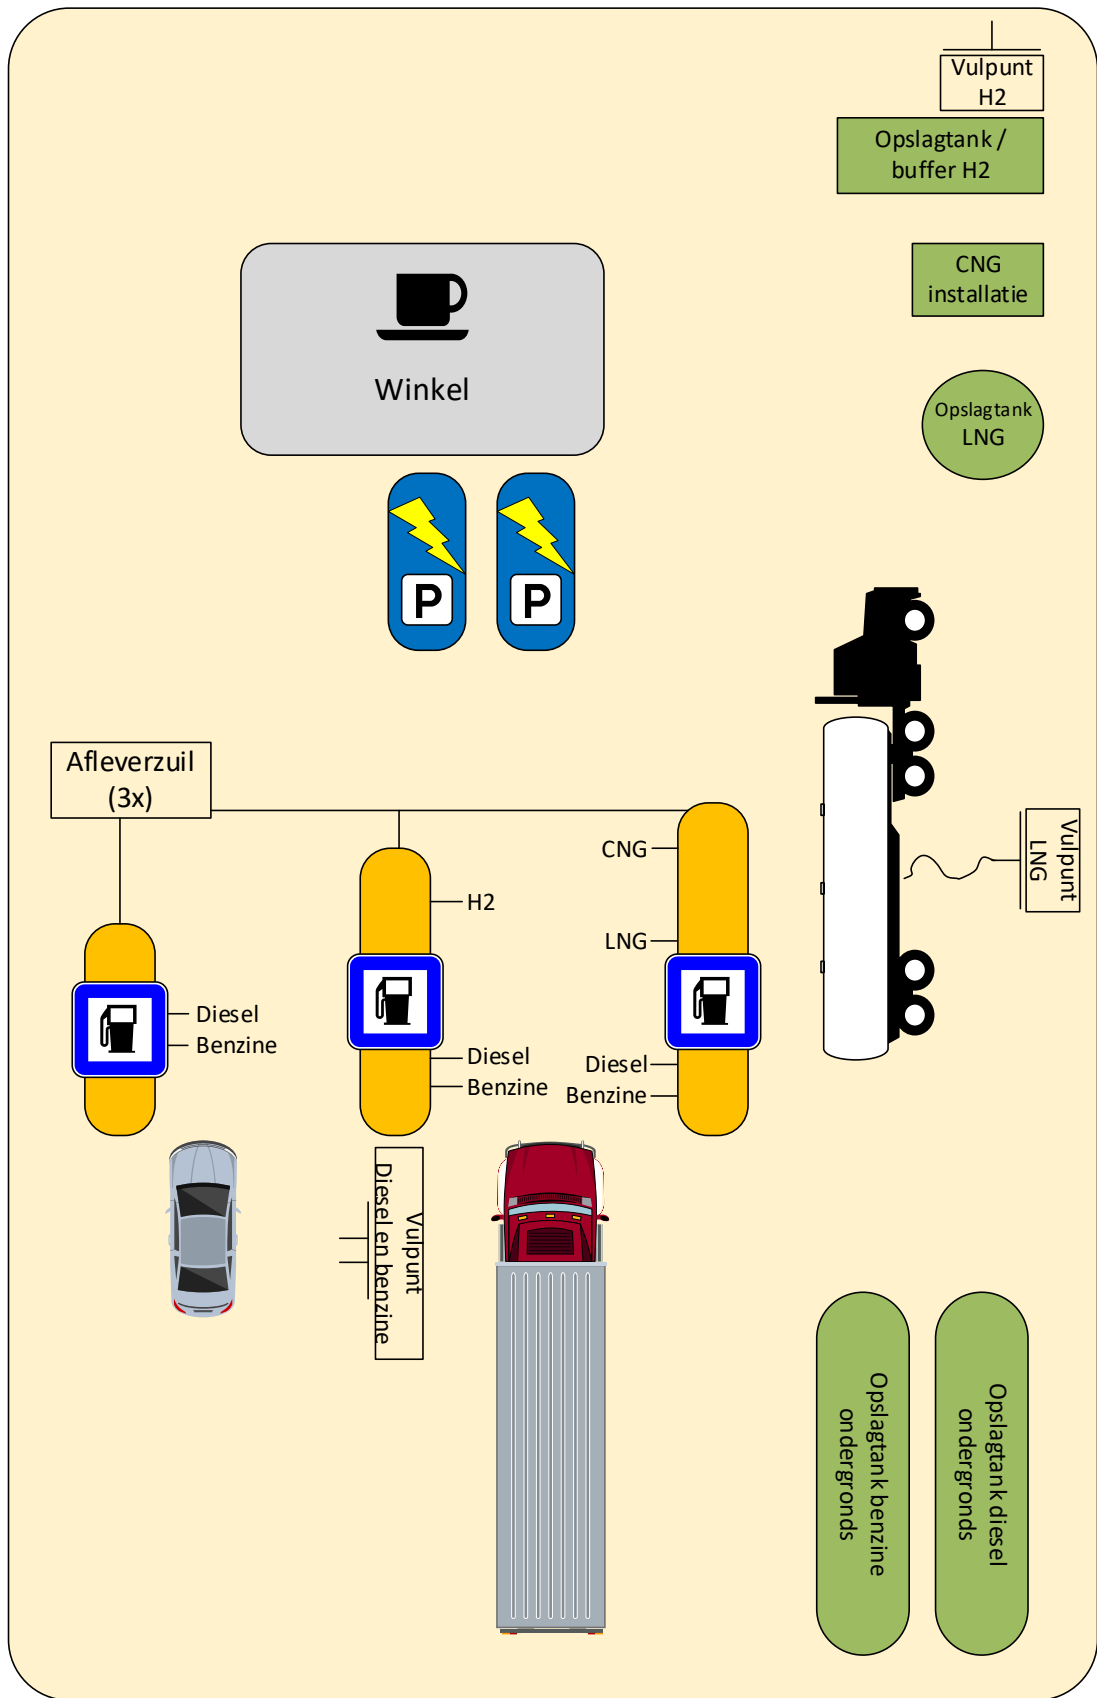 Vulpunt
H2
Opslagtank /
buffer H2
CNG
installatie
Winkel
Opslagtank
LNG
P
P
Afleverzuil
(3x)
CNG
H2
LNG
Vulpunt
LNG
Diesel
Benzine
Diesel
Benzine
Diesel
Benzine
Vulpunt
Diesel en benzine
Opslagtank benzine
ondergronds
Opslagtank diesel
ondergronds